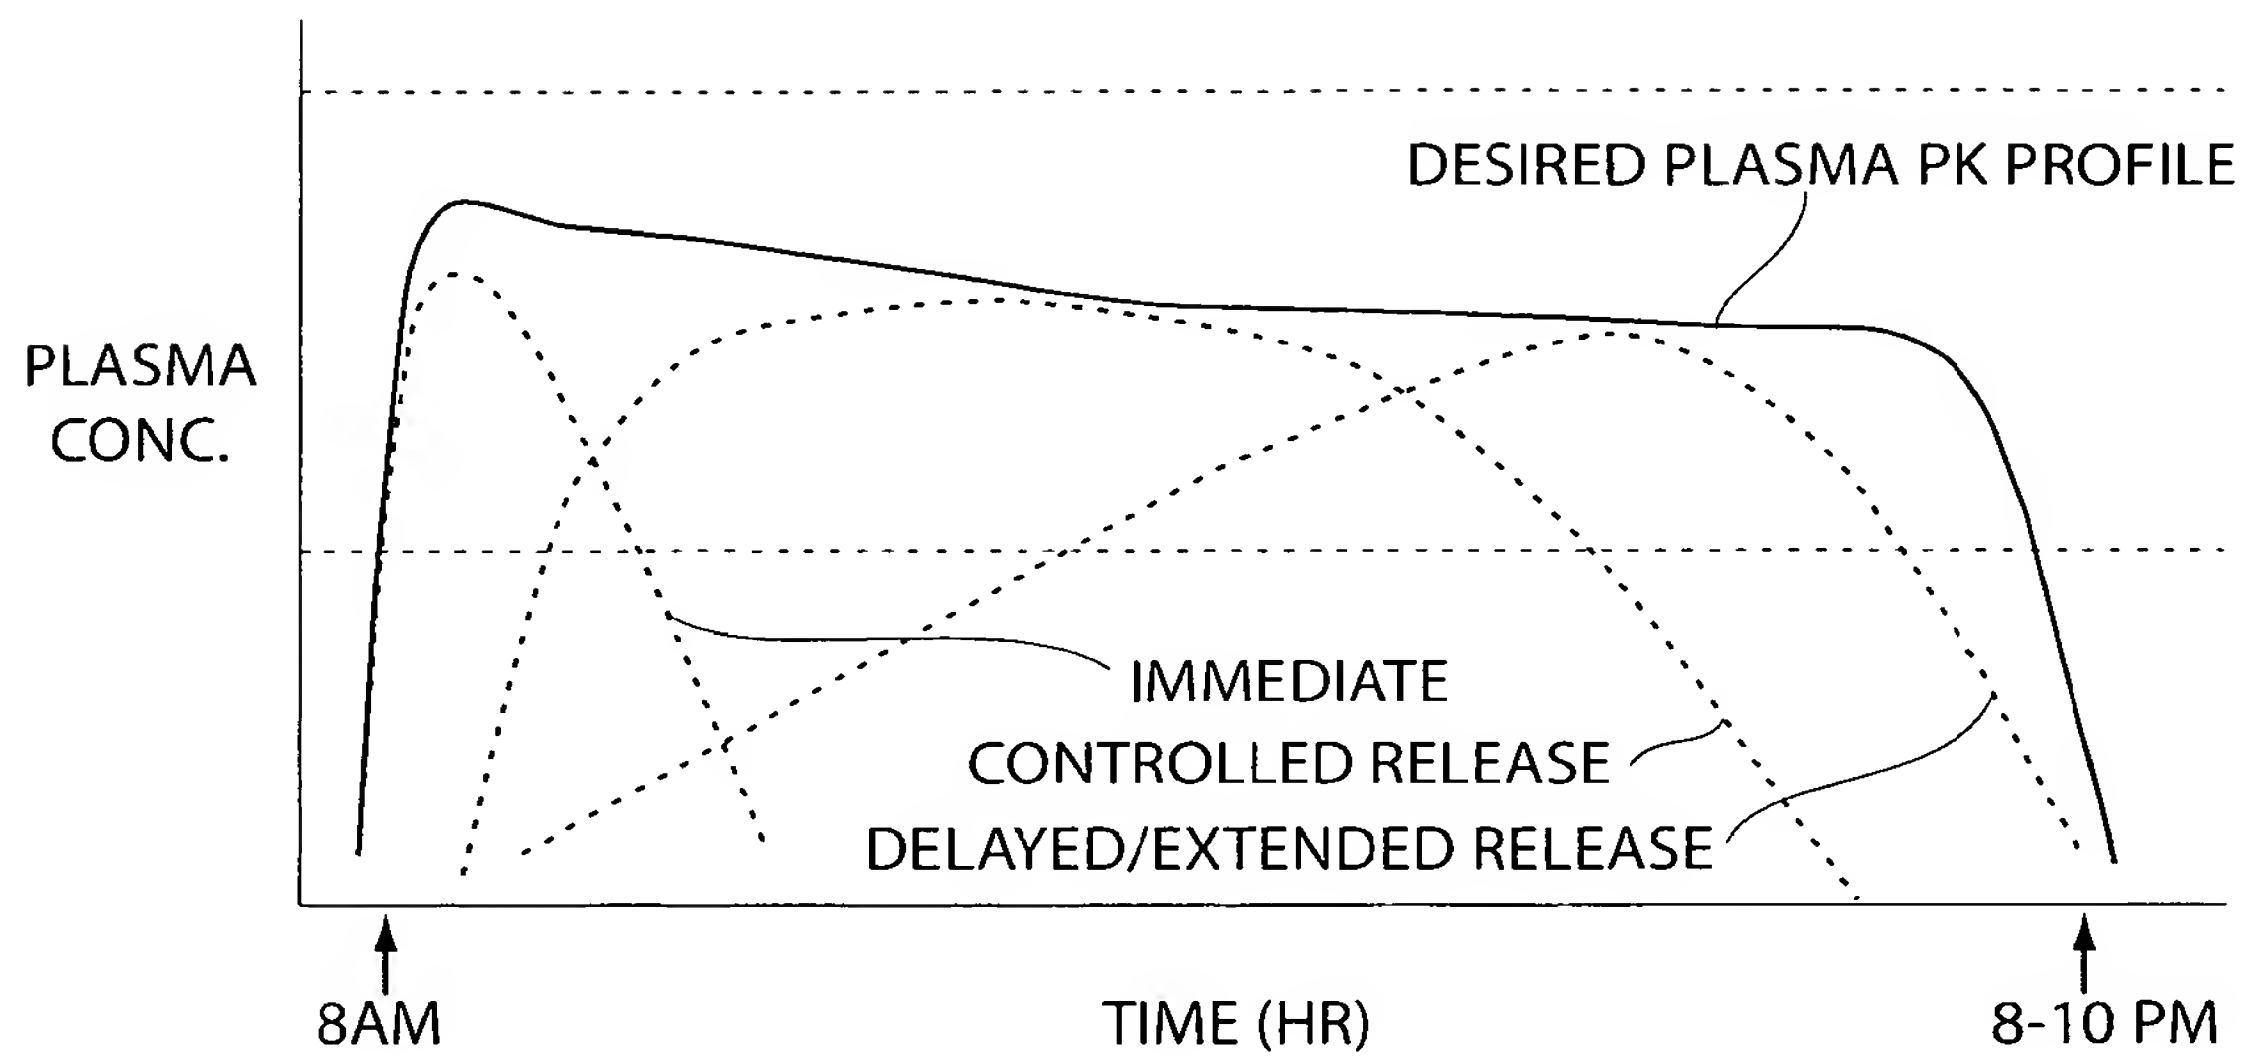 DESIRED PLASMA PK PROFILE
PLASMA
CONC.
IMMEDIATE
CONTROLLED RELEASE
DELAYED/EXTENDED RELEASE
8AM
TIME (HR)
8-10 PM